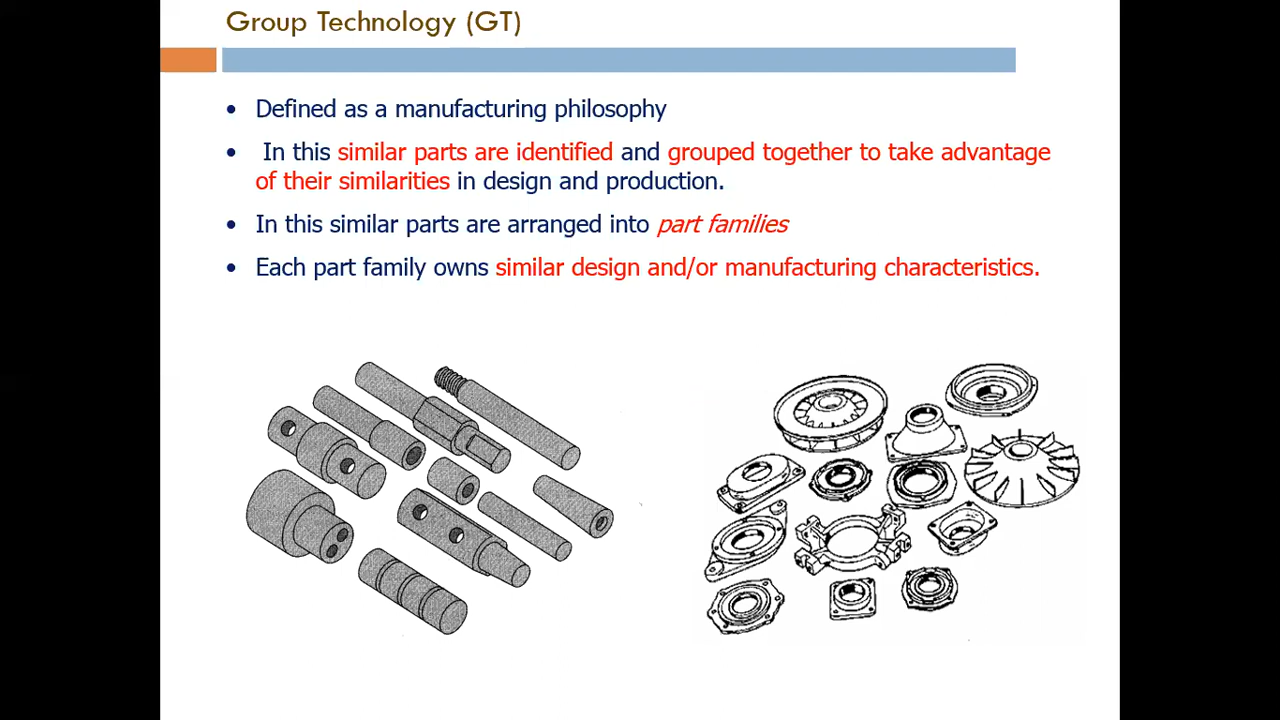 Group Technology (GT)
• Defined as a manufacturing philosophy
• In this similar parts are identified and grouped together to take advantage
of their similarities in design and production.
• In this similar parts are arranged into part families
• Each part family owns similar design and/or manufacturing characteristics.